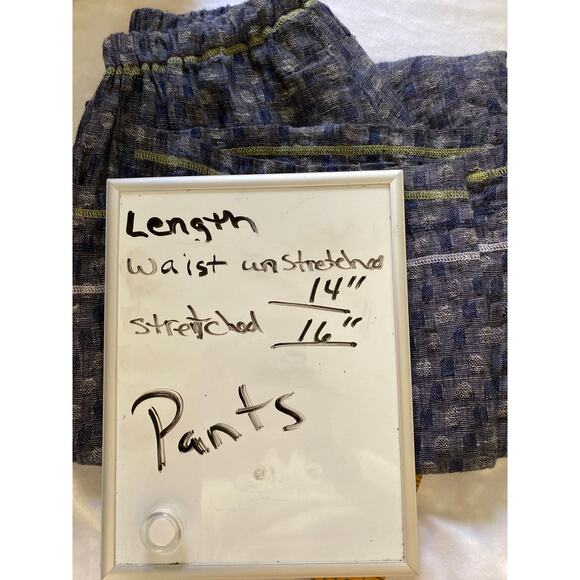 Length
Waist unstretched
14"
stretched 16"
Pants